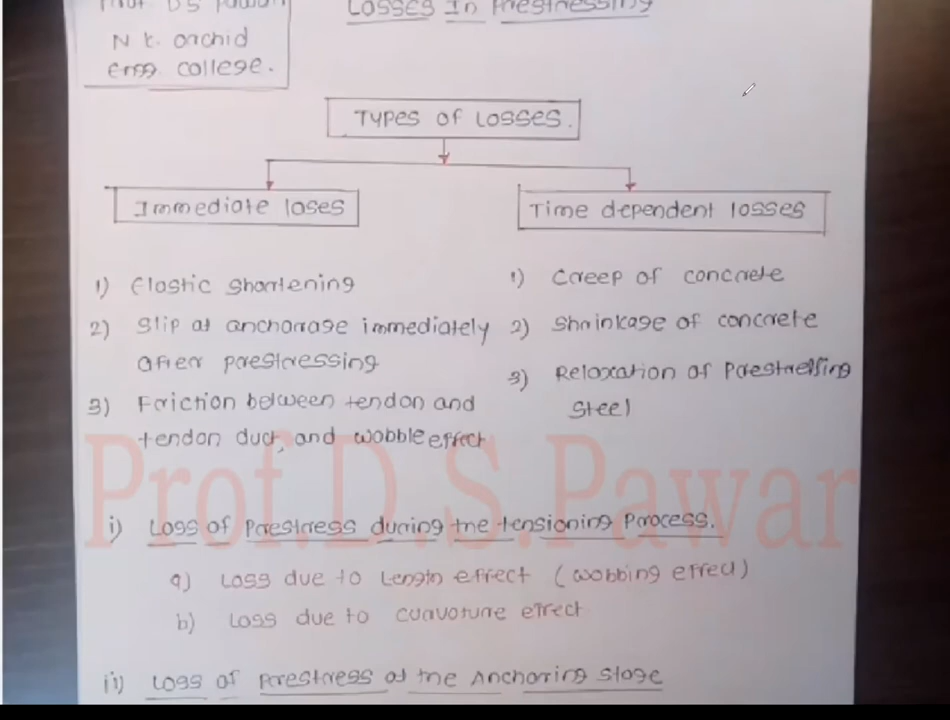 Prof D S Pawar
Losses In Prestressing
N K. Orchid
Engg. college.
Types of Losses.
Immediate loses
Time dependent losses
1) Elastic shortening
2) Slip at anchorage immediately
after prestressing
3) Friction between tendon and
tendon duct, and wobble effect
1) Creep of concrete
2) Shrinkage of concrete
3) Relaxation of Prestressing
Steel
Prof.D.S.Pawar
i) Loss of Prestress during the tensioning Process.
a) Loss due to Length effect (wobbing effect)
b) Loss due to curvature effect
ii) Loss of Prestress at the Anchoring Stage